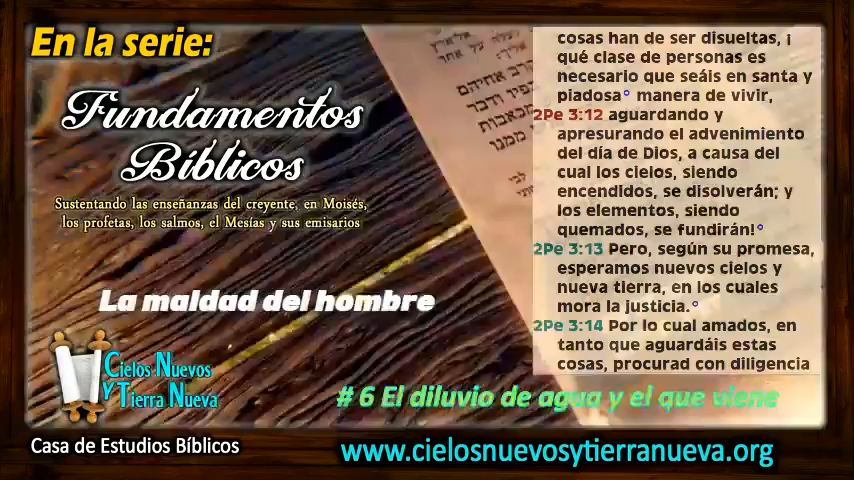 En la serie:
Fundamentos
Bíblicos
Sustentando las enseñanzas del creyente, en Moisés,
los profetas, los salmos, el Mesías y sus emisarios
La maldad del hombre
Cielos Nuevos
Y Tierra Nueva
Casa de Estudios Bíblicos
cosas han de ser disueltas, ¡
qué clase de personas es
necesario que seáis en santa y
piadosa° manera de vivir,
2Pe 3:12 aguardando y
apresurando el advenimiento
del día de Dios, a causa del
cual los cielos, siendo
encendidos, se disolverán; y
los elementos, siendo
quemados, se fundirán!°
2Pe 3:13 Pero, según su promesa,
esperamos nuevos cielos y
nueva tierra, en los cuales
mora la justicia.°
2Pe 3:14 Por lo cual amados, en
tanto que aguardáis estas
cosas, procurad con diligencia
# 6 El diluvio de agua y el que viene
www.cielosnuevosytierranueva.org